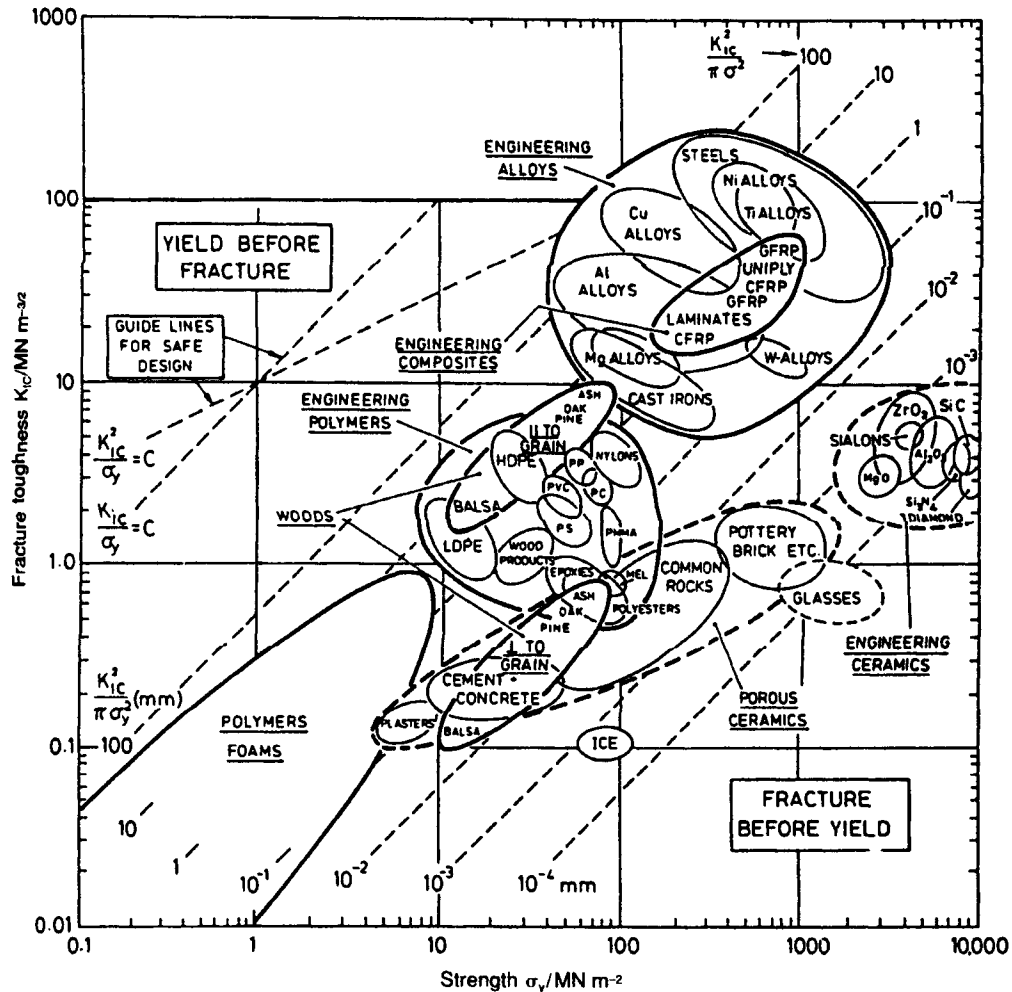 1000
100
10
1.0
0.1
0.01
Fracture toughness K_IC/MN m^-3/2
0.1
1
10
100
1000
10,000
Strength σ_y/MN m^-2
K²_IC
π σ²
100
10
1
10^-1
10^-2
10^-3
YIELD BEFORE
FRACTURE
GUIDE LINES
FOR SAFE
DESIGN
K²_IC
σ_y
= C
K_IC
σ_y
= C
K²_IC
π σ_y²
(mm)
100
10
1
10^-1
10^-2
10^-3
10^-4 mm
ENGINEERING
ALLOYS
STEELS
Ni ALLOYS
Ti ALLOYS
Cu
ALLOYS
Al
ALLOYS
GFRP
UNIPLY
CFRP
GFRP
LAMINATES
CFRP
Mg ALLOYS
W-ALLOYS
CAST IRONS
ENGINEERING
COMPOSITES
ENGINEERING
POLYMERS
ASH
OAK
PINE
II TO
GRAIN
HDPE
PP
NYLONS
PVC
PC
BALSA
PS
PMMA
LDPE
WOOD
PRODUCTS
EPOXIES
MEL
ASH
OAK
PINE
POLYESTERS
WOODS
⊥ TO
GRAIN
CEMENT
CONCRETE
PLASTERS
BALSA
POLYMERS
FOAMS
ICE
COMMON
ROCKS
POTTERY
BRICK ETC.
GLASSES
ZrO₂
SiC
SIALONS
Al₂O₃
MgO
Si₃N₄
DIAMOND
ENGINEERING
CERAMICS
POROUS
CERAMICS
FRACTURE
BEFORE YIELD